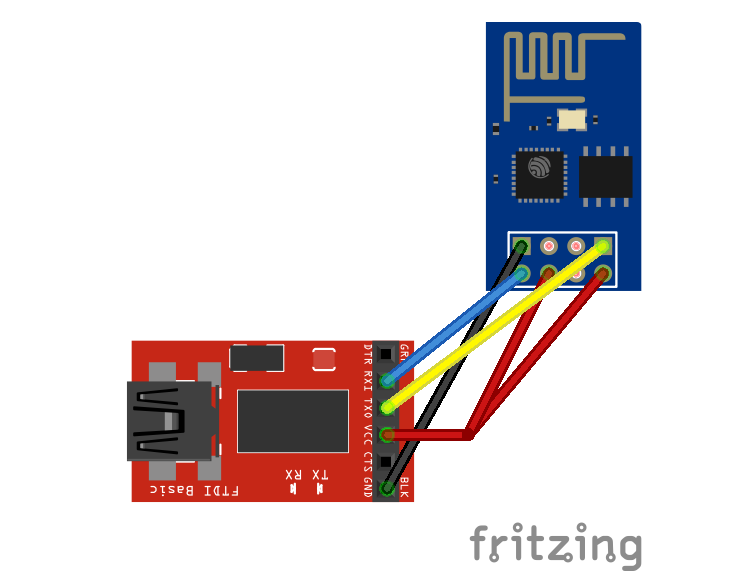 DTR
GRN
RXI
TXO
VCC
CTS
GND
BLK
TX RX
FTDI Basic
fritzing